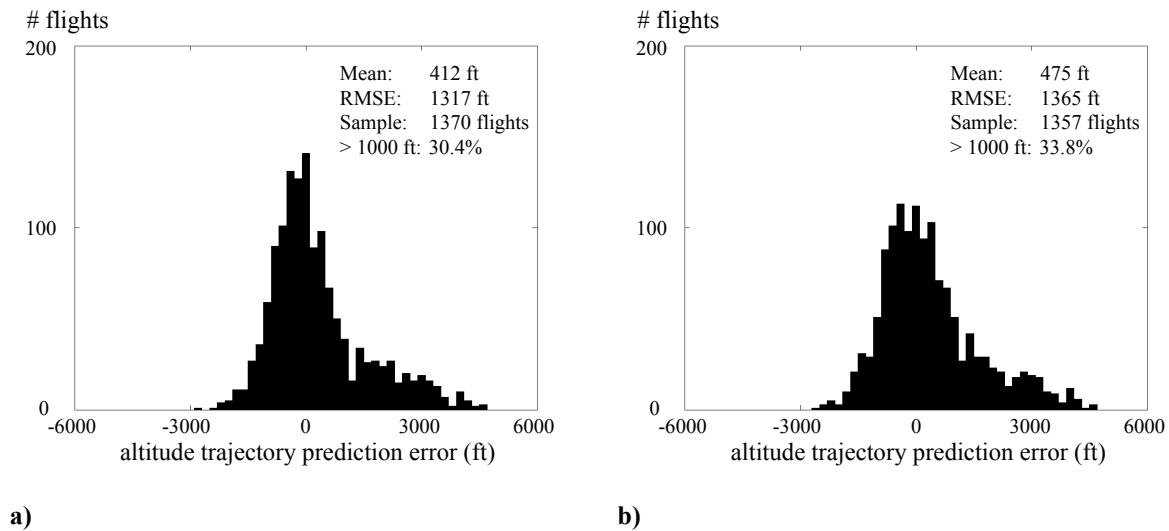 # flights
200
100
0
-6000
-3000
0
3000
6000
Mean: 412 ft
RMSE: 1317 ft
Sample: 1370 flights
> 1000 ft: 30.4%
altitude trajectory prediction error (ft)
a)
# flights
200
100
0
-6000
-3000
0
3000
6000
Mean: 475 ft
RMSE: 1365 ft
Sample: 1357 flights
> 1000 ft: 33.8%
altitude trajectory prediction error (ft)
b)